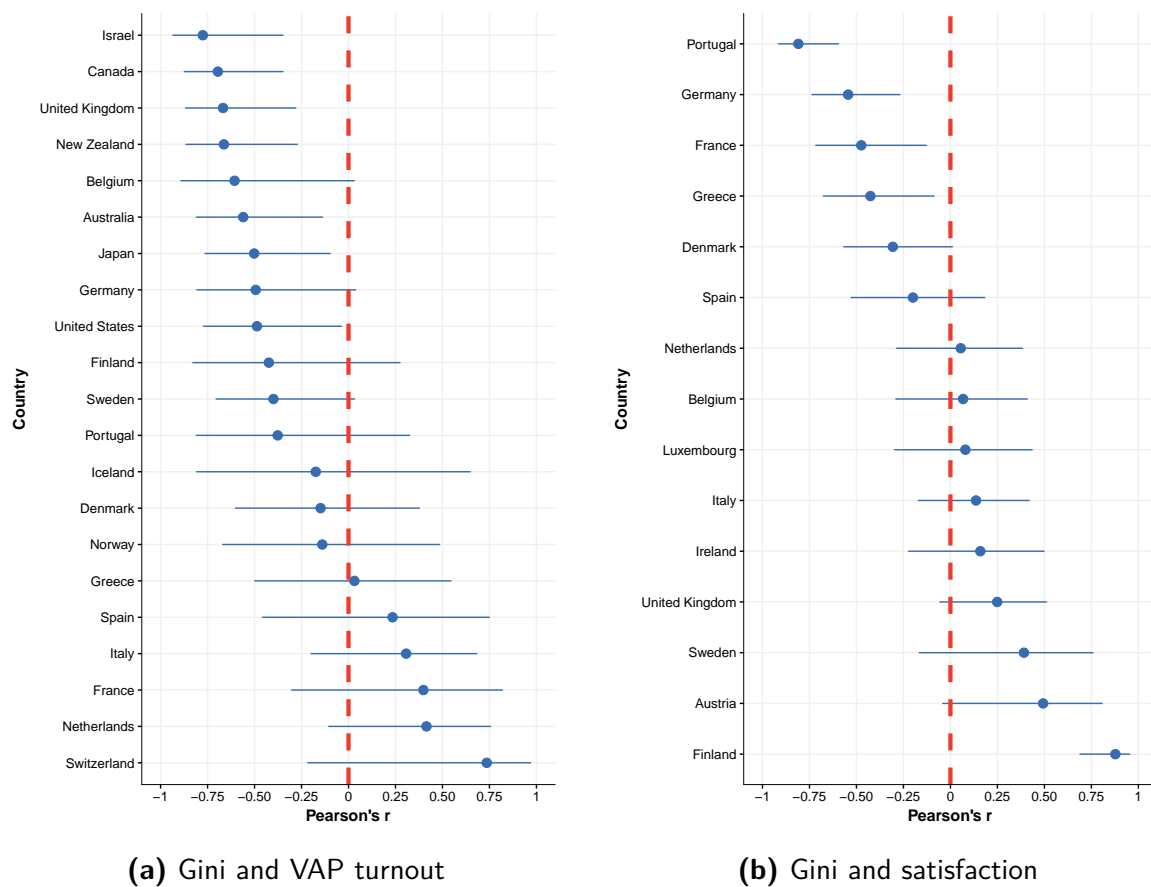 Israel
Canada
United Kingdom
New Zealand
Belgium
Australia
Japan
Germany
United States
Finland
Sweden
Portugal
Iceland
Denmark
Norway
Greece
Spain
Italy
France
Netherlands
Switzerland
Country
−1 −0.75 −0.50 −0.25 0 0.25 0.50 0.75 1
Pearson's r
(a) Gini and VAP turnout
Portugal
Germany
France
Greece
Denmark
Spain
Netherlands
Belgium
Luxembourg
Italy
Ireland
United Kingdom
Sweden
Austria
Finland
Country
−1 −0.75 −0.50 −0.25 0 0.25 0.50 0.75 1
Pearson's r
(b) Gini and satisfaction